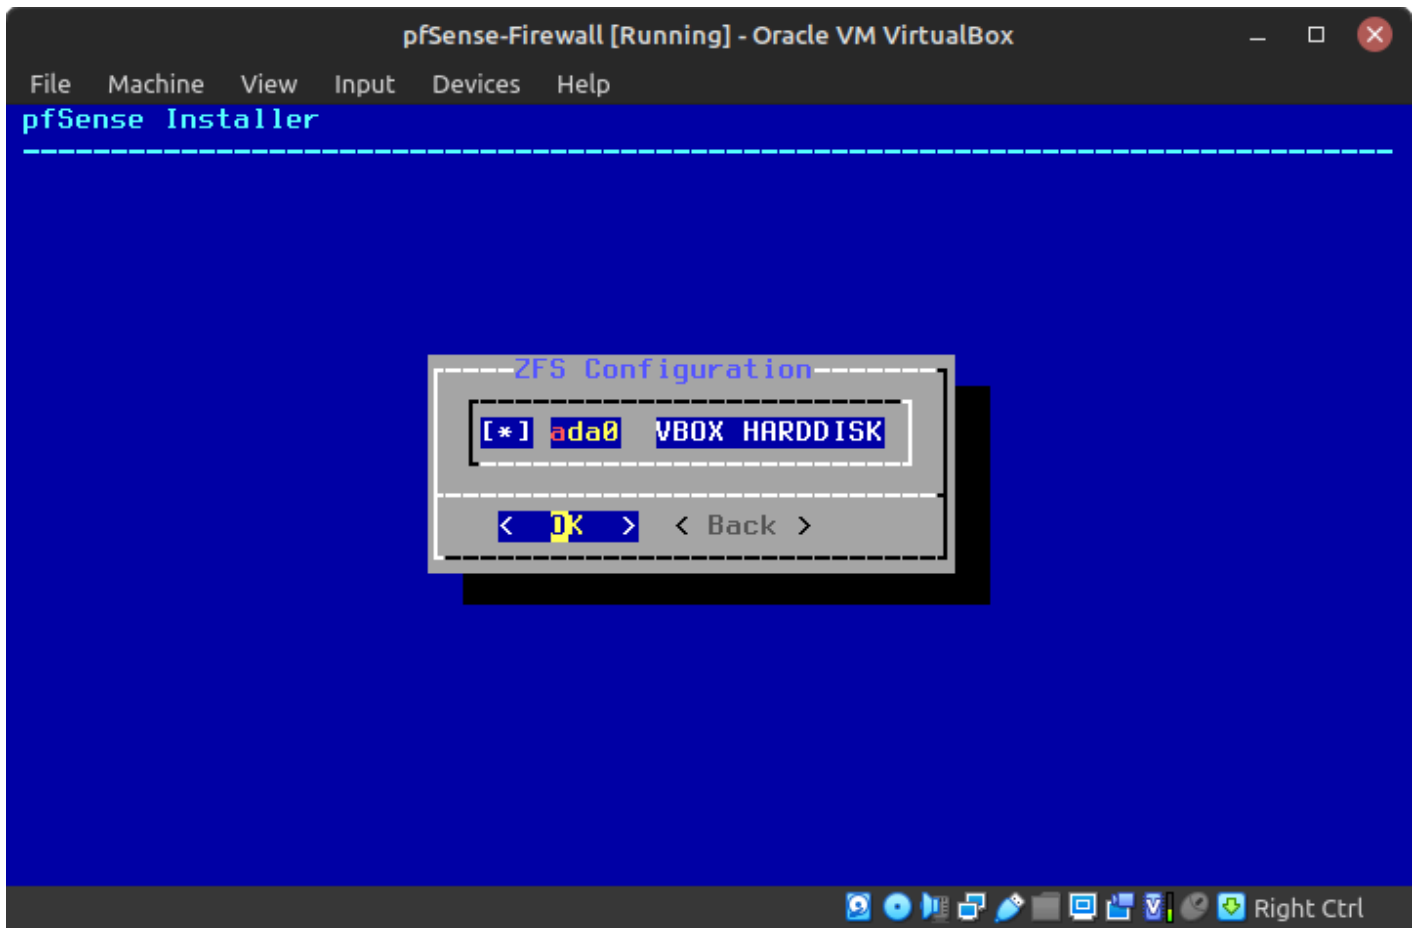 pfSense-Firewall [Running] - Oracle VM VirtualBox
File Machine View Input Devices Help
pfSense Installer
ZFS Configuration
[*] ada0 VBOX HARDDISK
< OK > < Back >
Right Ctrl